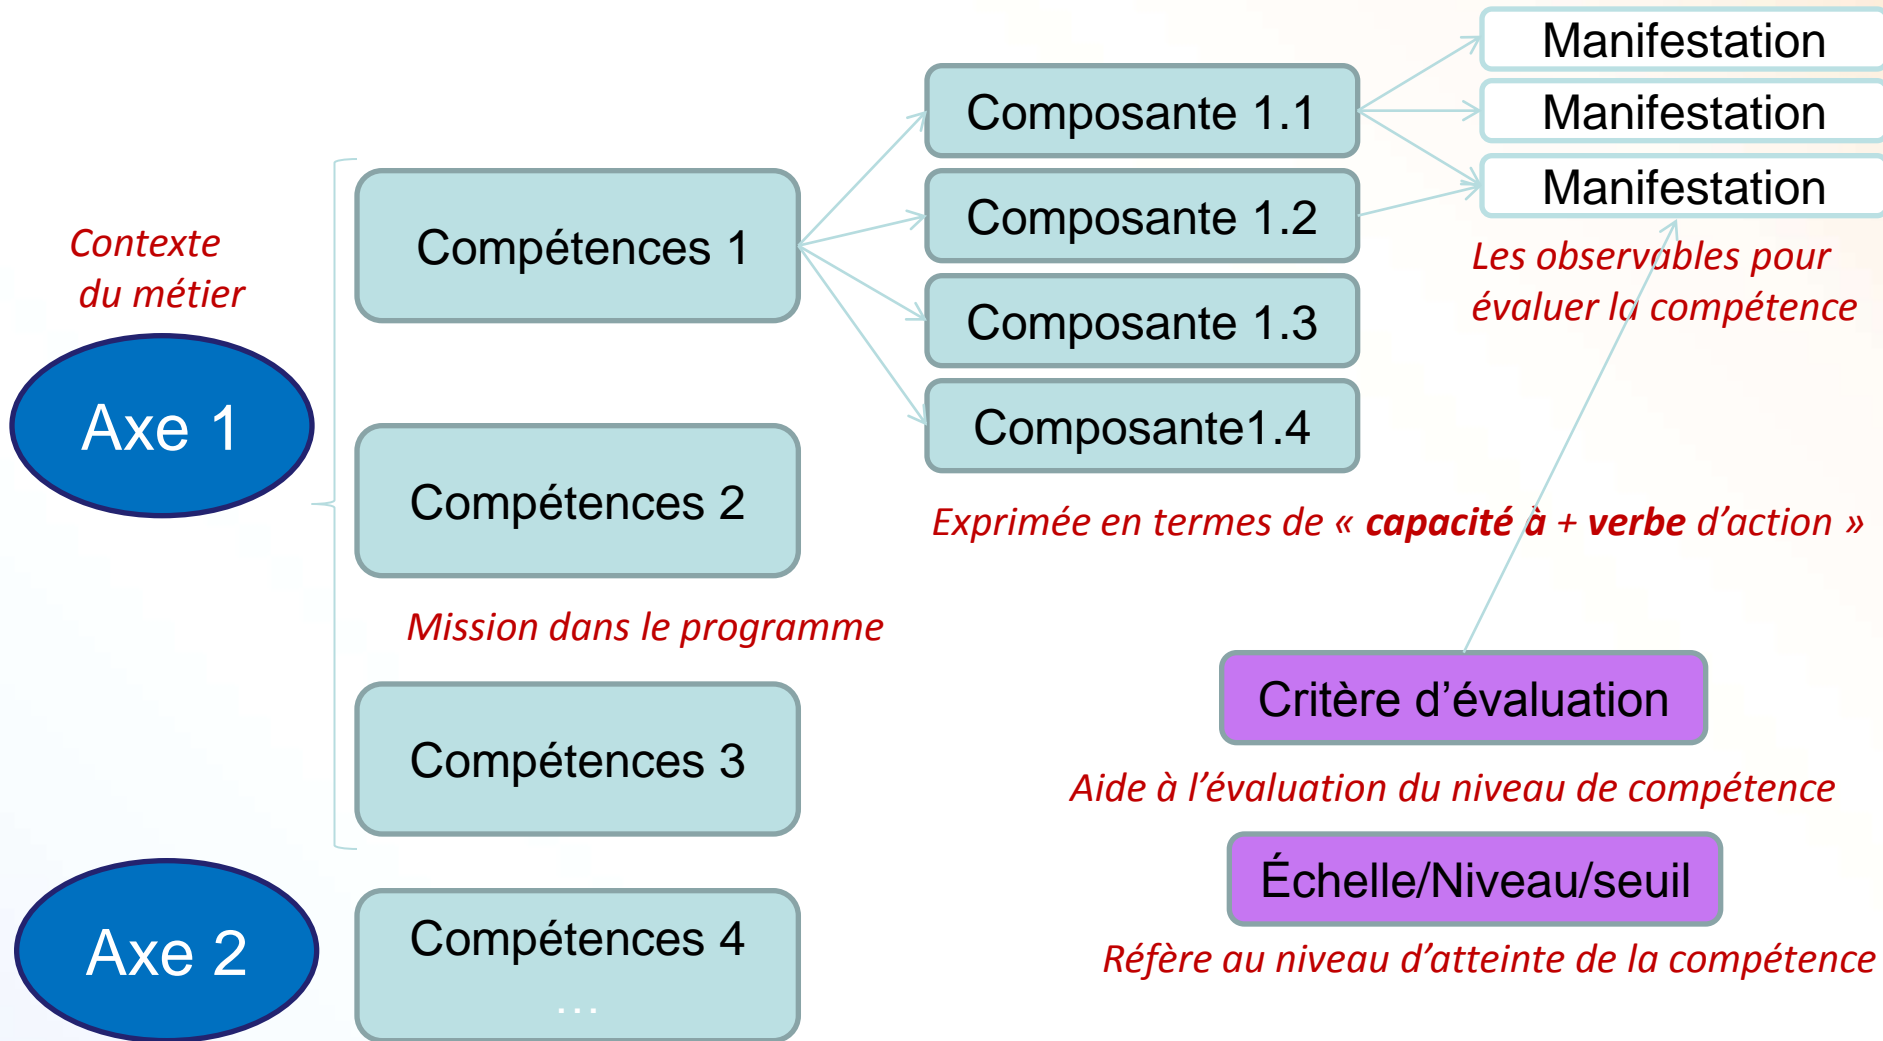 Contexte
du métier
Axe 1
Axe 2
Compétences 1
Compétences 2
Mission dans le programme
Compétences 3
Compétences 4
...
Composante 1.1
Composante 1.2
Composante 1.3
Composante1.4
Exprimée en termes de « capacité à + verbe d’action »
Manifestation
Manifestation
Manifestation
Les observables pour
évaluer la compétence
Critère d’évaluation
Aide à l’évaluation du niveau de compétence
Échelle/Niveau/seuil
Réfère au niveau d’atteinte de la compétence